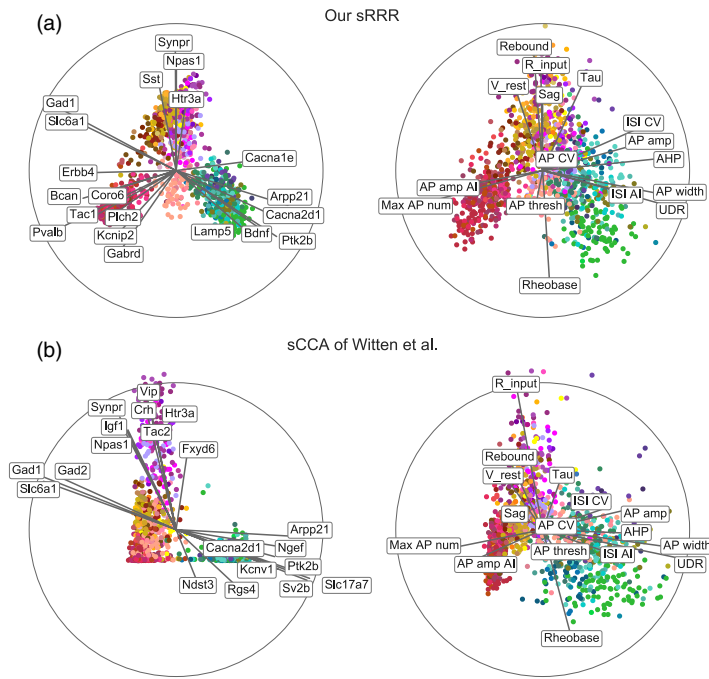 (a)
Our sRRR
Synpr
Npas1
Sst
Htr3a
Gad1
Slc6a1
Erbb4
Cacna1e
Bcan
Coro6
Arpp21
Tac1
Plch2
Cacna2d1
Pvalb
Kcnip2
Lamp5
Bdnf
Ptk2b
Gabrd
Rebound
R_input
Tau
V_rest
Sag
ISI CV
AP amp
AP CV
AHP
AP amp AI
AP width
ISI AI
Max AP num
AP thresh
UDR
Rheobase
(b)
sCCA of Witten et al.
Vip
Synpr
Crh
Htr3a
Igf1
Tac2
Npas1
Fxyd6
Gad1
Gad2
Slc6a1
Arpp21
Cacna2d1
Ngef
Kcnv1
Ptk2b
Ndst3
Rgs4
Sv2b
Slc17a7
R_input
Rebound
V_rest
Tau
ISI CV
Sag
AP amp
AP CV
AHP
Max AP num
AP width
AP thresh
ISI AI
AP amp AI
UDR
Rheobase